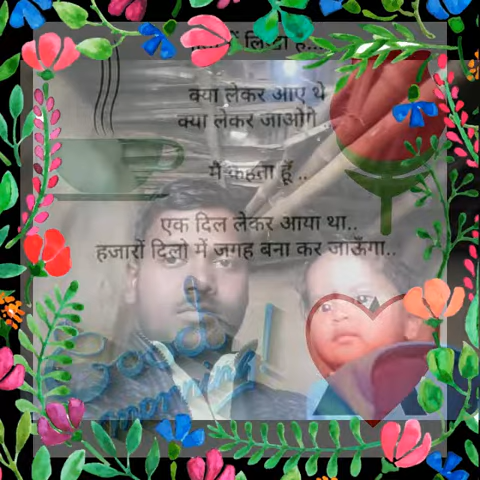 में लिखा है...
क्या लेकर आए थे
क्या लेकर जाओगे
मैं कहता हूँ ..
एक दिल लेकर आया था..
हजारों दिलो में जगह बना कर जाऊँगा..
Good
morning!